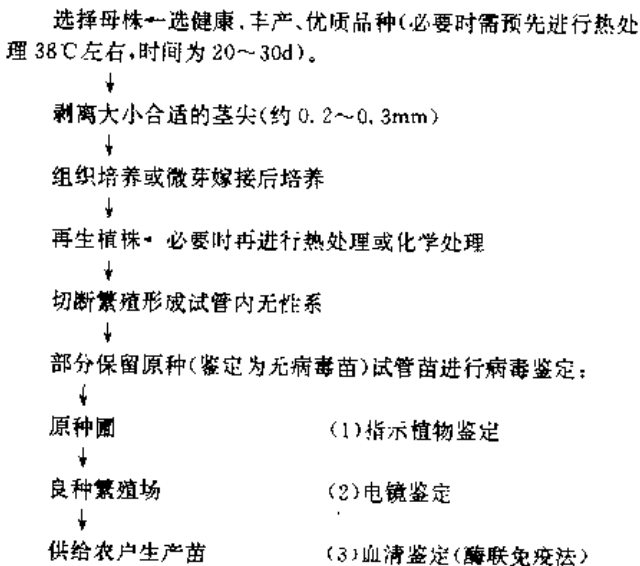 选择母株←选健康、丰产、优质品种(必要时需预先进行热处
理 38℃左右,时间为 20～30d)。
↓
剥离大小合适的茎尖(约 0.2～0.3mm)
↓
组织培养或微芽嫁接后培养
↓
再生植株← 必要时再进行热处理或化学处理
↓
切断繁殖形成试管内无性系
↓
部分保留原种(鉴定为无病毒苗)试管苗进行病毒鉴定:
↓
原种圃 (1)指示植物鉴定
↓
良种繁殖场 (2)电镜鉴定
↓
供给农户生产苗 (3)血清鉴定(酶联免疫法)